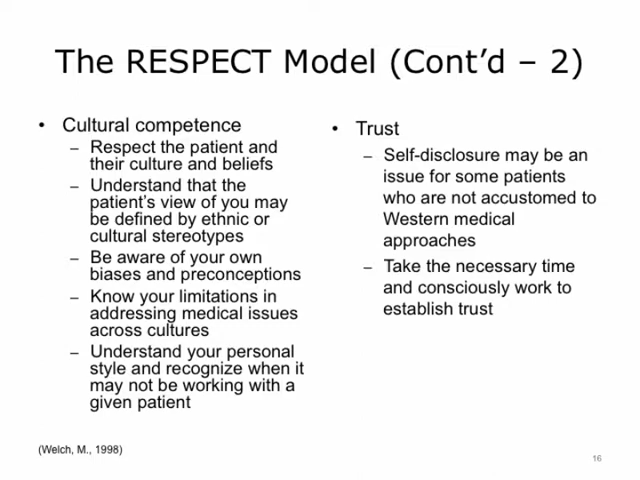 The RESPECT Model (Cont’d – 2)
• Cultural competence
– Respect the patient and
their culture and beliefs
– Understand that the
patient’s view of you may
be defined by ethnic or
cultural stereotypes
– Be aware of your own
biases and preconceptions
– Know your limitations in
addressing medical issues
across cultures
– Understand your personal
style and recognize when it
may not be working with a
given patient
• Trust
– Self-disclosure may be an
issue for some patients
who are not accustomed to
Western medical
approaches
– Take the necessary time
and consciously work to
establish trust
(Welch, M., 1998)
16